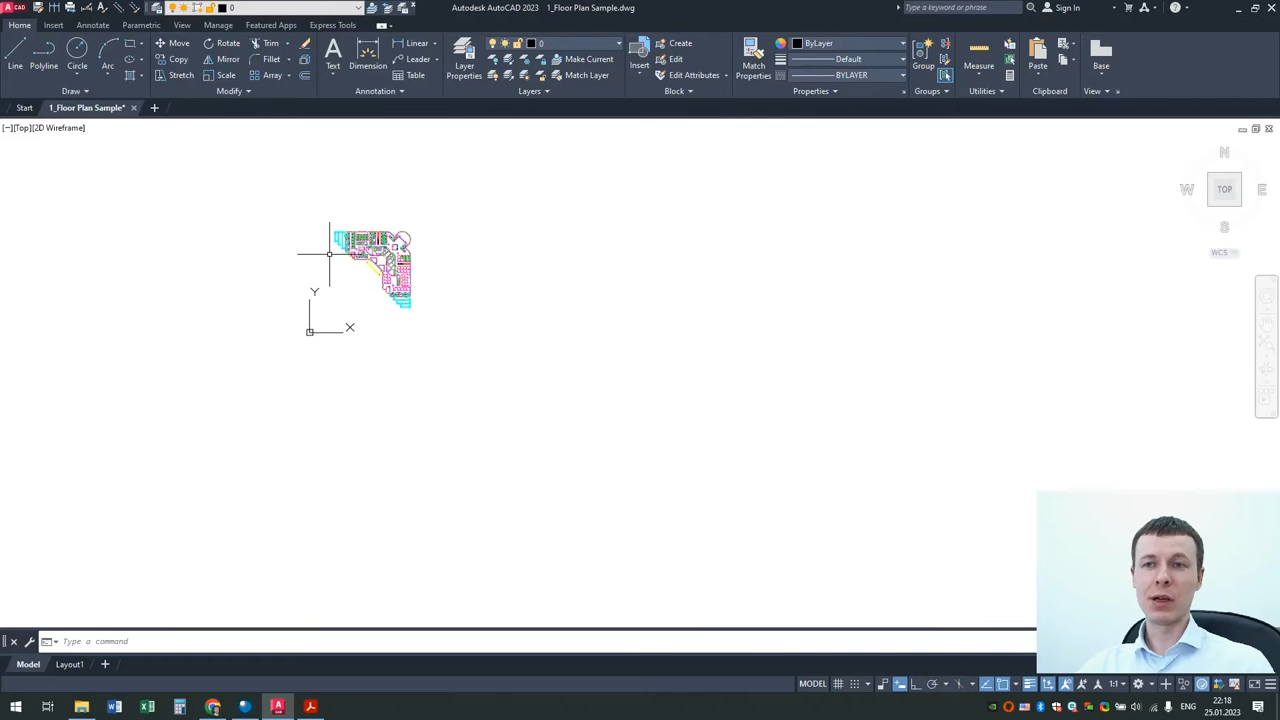 0
Autodesk AutoCAD 2023 1_Floor Plan Sample.dwg
Type a keyword or phrase
Sign In
Home Insert Annotate Parametric View Manage Featured Apps Express Tools
Line
Polyline
Circle
Arc
Move
Copy
Stretch
Rotate
Mirror
Scale
Trim
Fillet
Array
Modify
Text
Dimension
Linear
Leader
Table
Annotation
Layer
Properties
0
Make Current
Match Layer
Layers
Insert
Create
Edit
Edit Attributes
Block
Match
Properties
ByLayer
Default
BYLAYER
Properties
Group
Groups
Measure
Utilities
Paste
Clipboard
Base
View
Start 1_Floor Plan Sample*
[−][Top][2D Wireframe]
N
W TOP E
S
WCS
Y
X
Type a command
Model Layout1
MODEL 1:1
ENG
22:18
25.01.2023